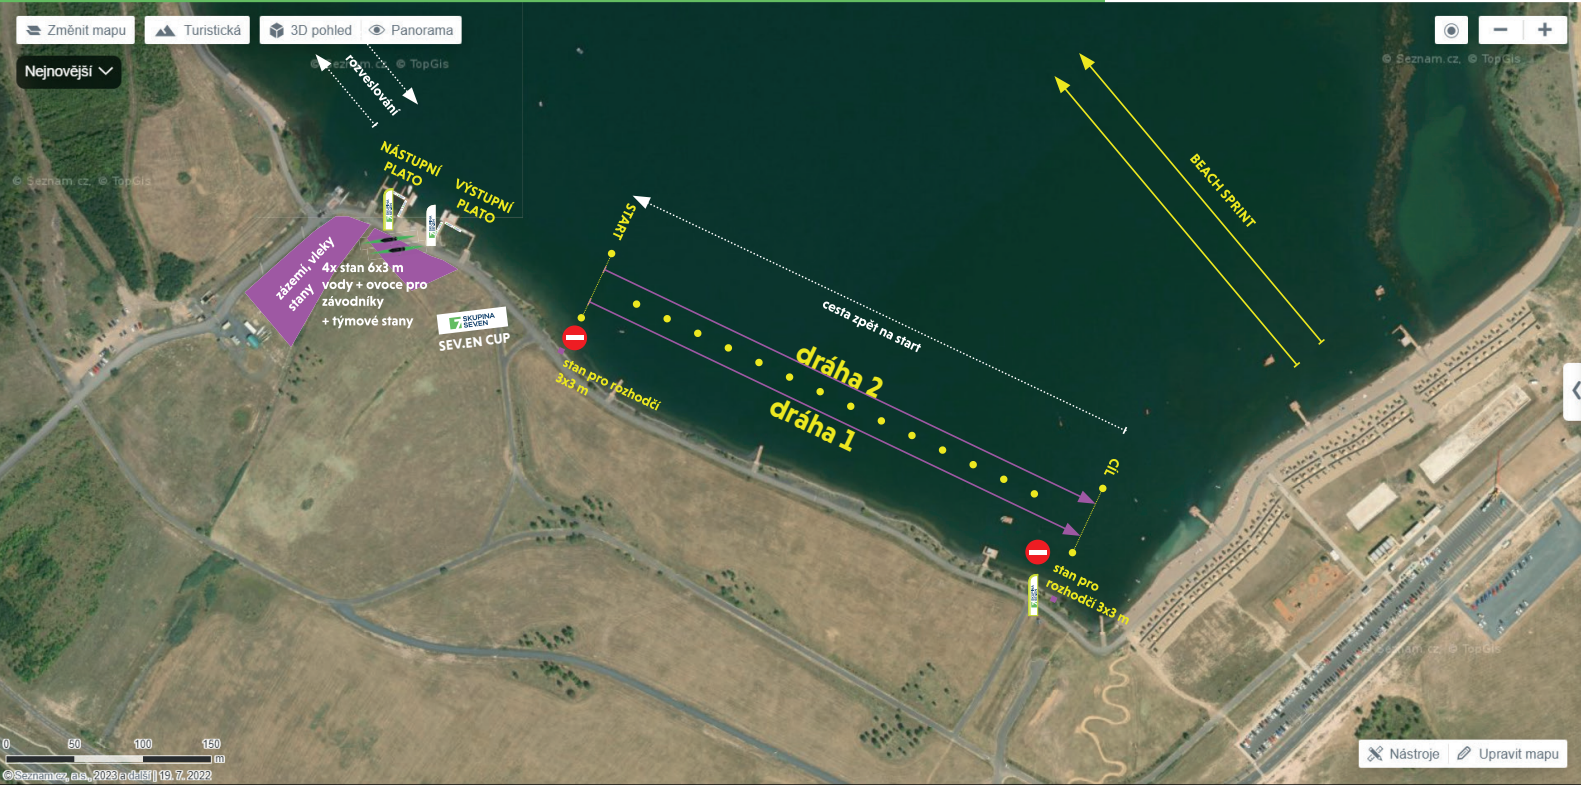 Změnit mapu
Turistická
3D pohled
Panorama
Nejnovější
© Seznam.cz, © TopGis
© Seznam.cz, © TopGis
rozveslování
NÁSTUPNÍ
PLATO
VÝSTUPNÍ
PLATO
© Seznam.cz, © TopGis
BEACH SPRINT
START
zázemí, vleky
stany
4x stan 6x3 m
vody + ovoce pro
závodníky
+ týmové stany
SKUPINA
SEVEN
SEV.EN CUP
cesta zpět na start
dráha 2
dráha 1
stan pro rozhodčí
3x3 m
CÍL
stan pro
rozhodčí 3x3 m
Seznam.cz, © TopGis
0 50 100 150
m
Nástroje
Upravit mapu
© Seznam.cz, a.s., 2023 a další | 19. 7. 2022